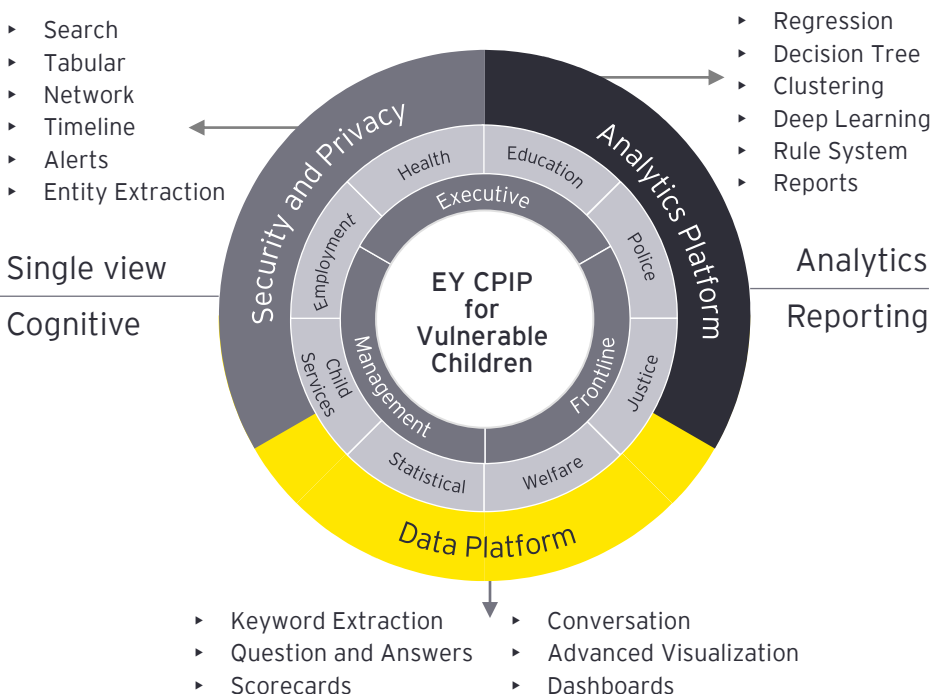 Search
Tabular
Network
Timeline
Alerts
Entity Extraction
Regression
Decision Tree
Clustering
Deep Learning
Rule System
Reports
Single view
Cognitive
Analytics
Reporting
Security and Privacy
Analytics Platform
Data Platform
Health
Education
Police
Justice
Welfare
Statistical
Child
Services
Employment
Executive
Frontline
Management
EY CPIP
for
Vulnerable
Children
Keyword Extraction
Question and Answers
Scorecards
Conversation
Advanced Visualization
Dashboards